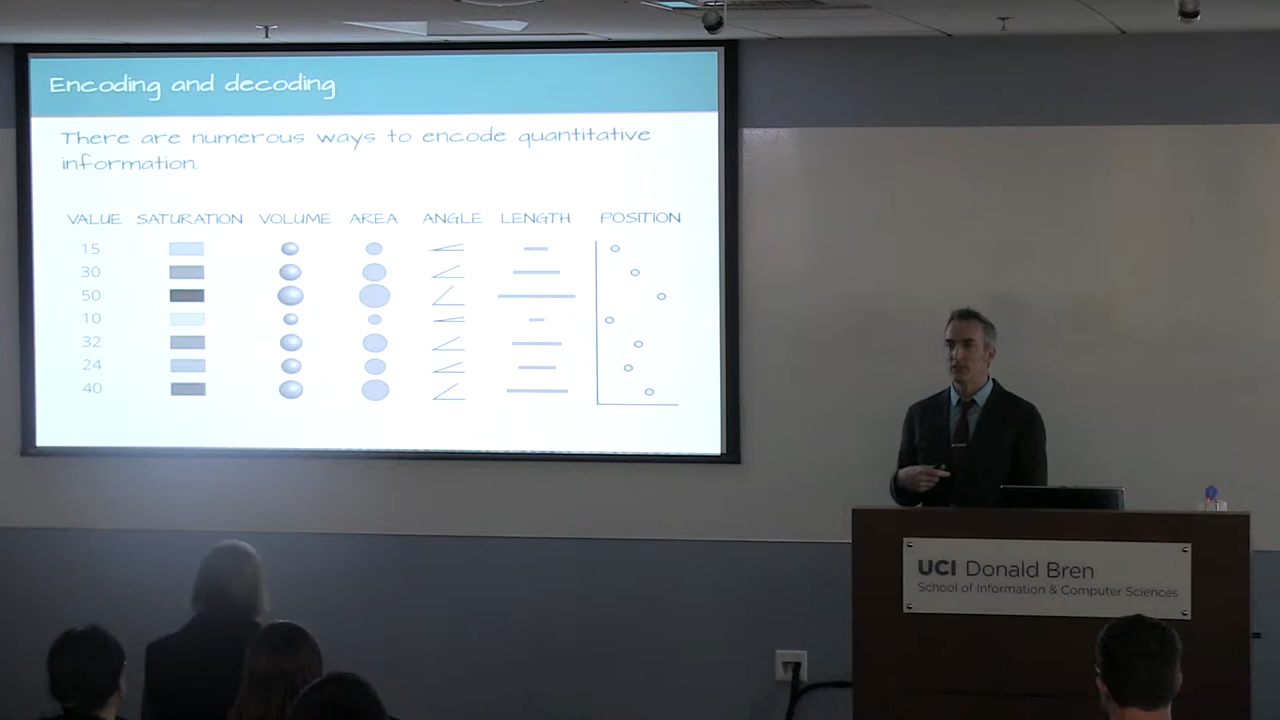 Encoding and decoding
There are numerous ways to encode quantitative
information.
VALUE SATURATION VOLUME AREA ANGLE LENGTH POSITION
15
30
50
10
32
24
40
UCI Donald Bren
School of Information & Computer Sciences